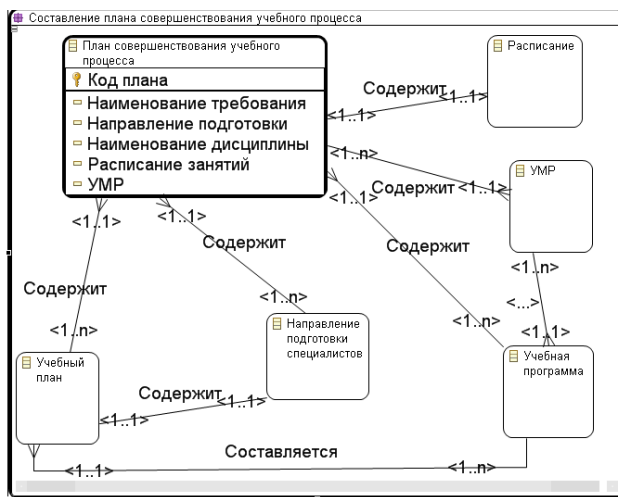 Составление плана совершенствования учебного процесса
План совершенствования учебного
процесса
Код плана
Наименование требования
Направление подготовки
Наименование дисциплины
Расписание занятий
УМР
Расписание
Содержит
<1..1>
<1..1>
УМР
<1..n>
Содержит
<1..1>
<1..1>
Содержит
<1..1>
<1..1>
Содержит
<1..n>
<...>
<1..1>
Содержит
<1..n>
<1..n>
Направление
подготовки
специалистов
Учебный
план
Учебная
программа
Содержит
<1..1>
<1..1>
Составляется
<1..1>
<1..n>